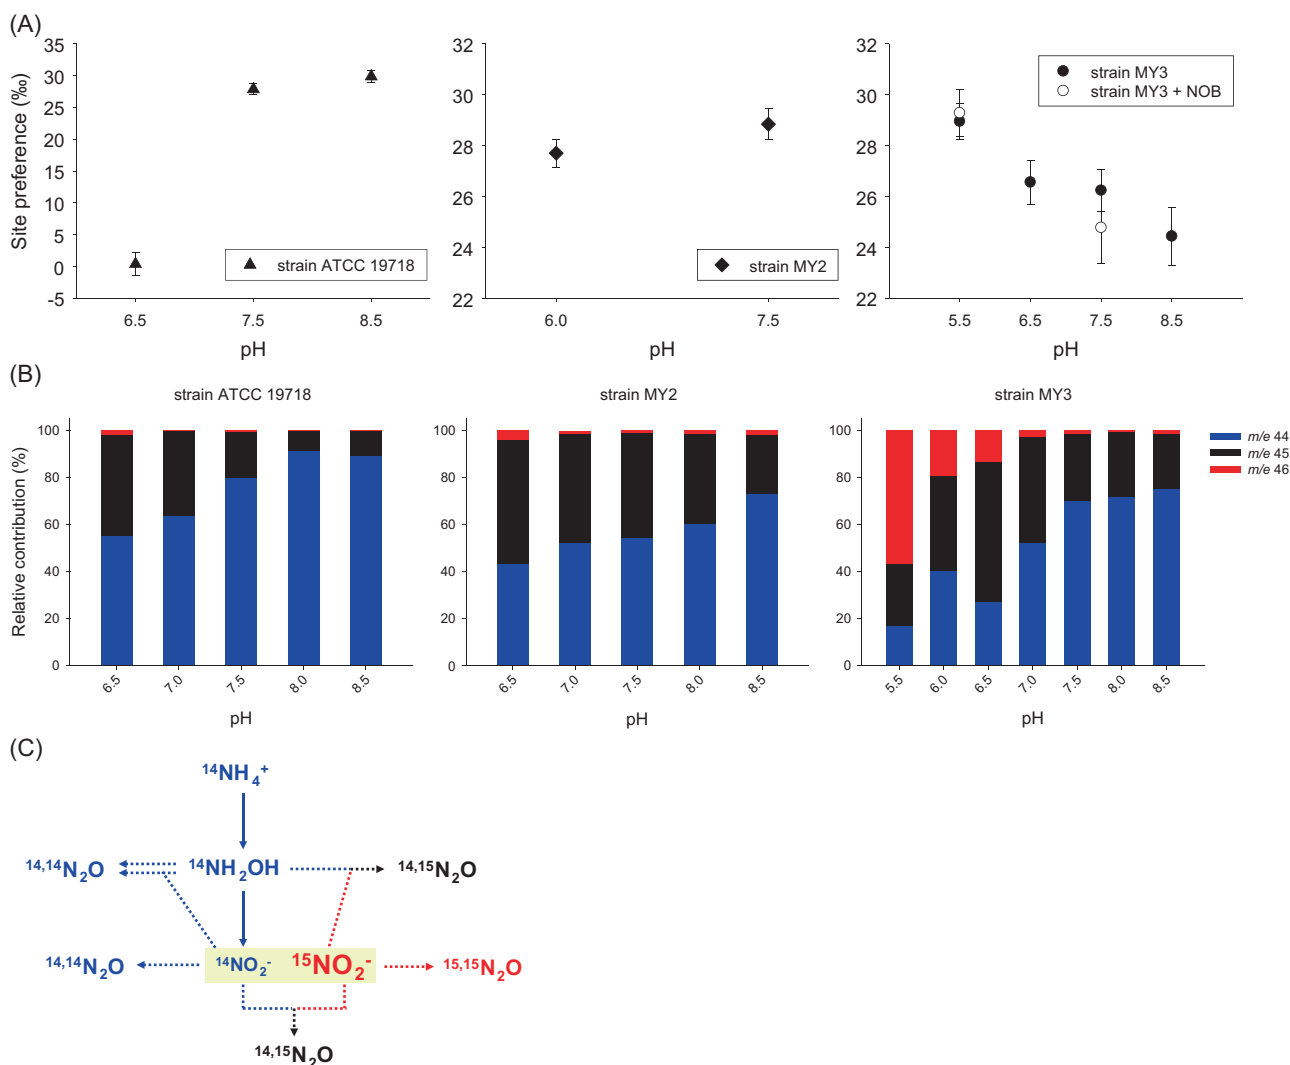 (A)
Site preference (‰)
35
30
25
20
15
10
5
0
-5
6.5
7.5
8.5
pH
strain ATCC 19718
32
30
28
26
24
22
6.0
7.5
pH
strain MY2
32
30
28
26
24
22
5.5
6.5
7.5
8.5
pH
strain MY3
strain MY3 + NOB
(B)
strain ATCC 19718
Relative contribution (%)
100
80
60
40
20
0
6.5
7.0
7.5
8.0
8.5
pH
strain MY2
100
80
60
40
20
0
6.5
7.0
7.5
8.0
8.5
pH
strain MY3
100
80
60
40
20
0
5.5
6.0
6.5
7.0
7.5
8.0
8.5
pH
m/e 44
m/e 45
m/e 46
(C)
¹⁴NH₄⁺
¹⁴,¹⁴N₂O
¹⁴NH₂OH
¹⁴,¹⁵N₂O
¹⁴,¹⁴N₂O
¹⁴NO₂⁻
¹⁵NO₂⁻
¹⁵,¹⁵N₂O
¹⁴,¹⁵N₂O